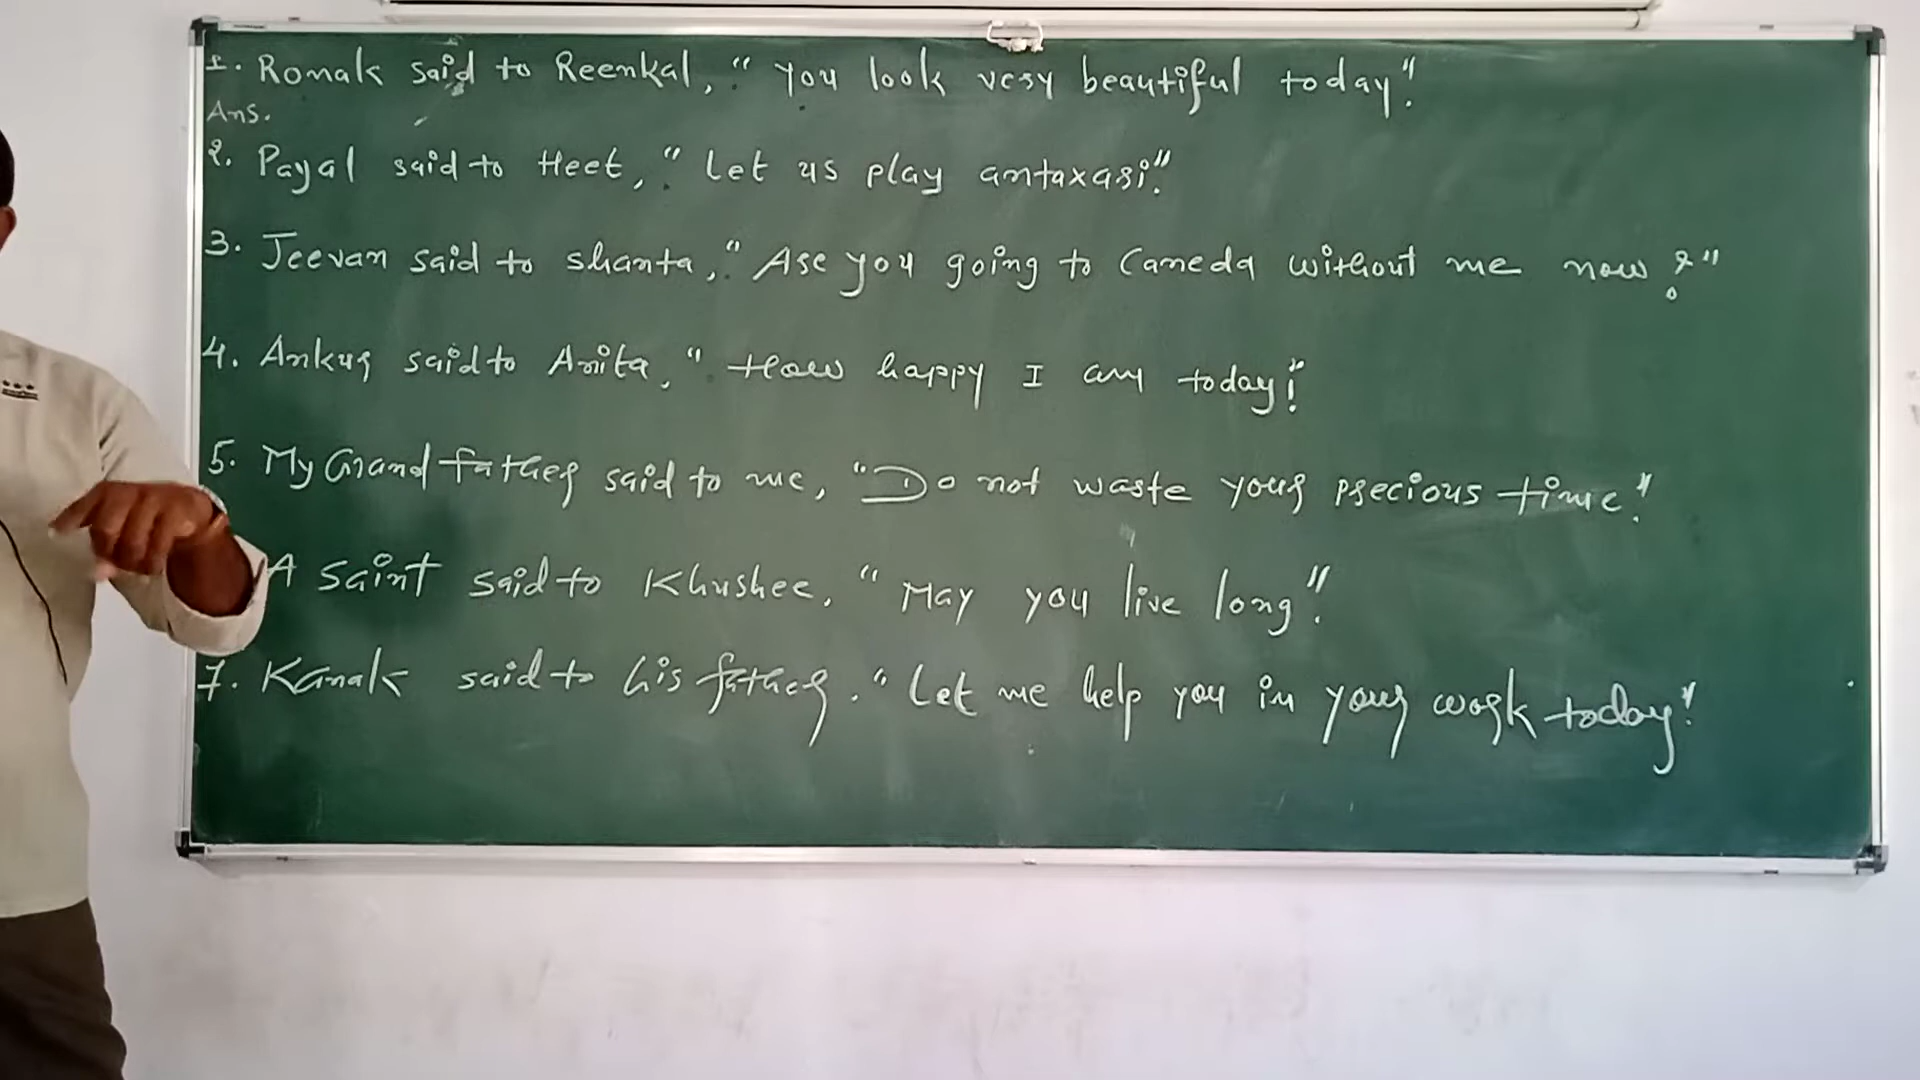 1. Ronak said to Reenkal, "You look very beautiful today."
Ans.
2. Payal said to Heet, "Let us play antaxari."
3. Jeevan said to Shanta, "Are you going to Caneda without me now?"
4. Ankur said to Anita, "How happy I am today!"
5. My Grand father said to me, "Do not waste your precious time."
A Saint said to Khushee, "May you live long."
7. Kanak said to his father. "Let me help you in your work today."